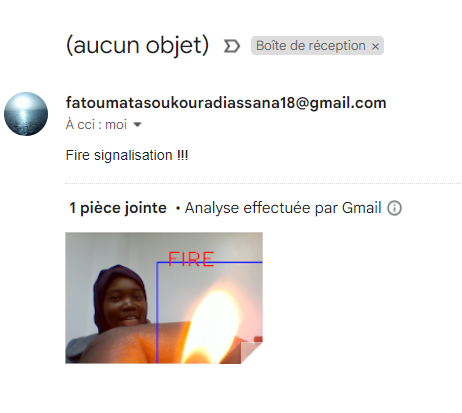 (aucun objet)
Boîte de réception ×
fatoumatasoukouradiassana18@gmail.com
À cci : moi
Fire signalisation !!!
1 pièce jointe • Analyse effectuée par Gmail
FIRE